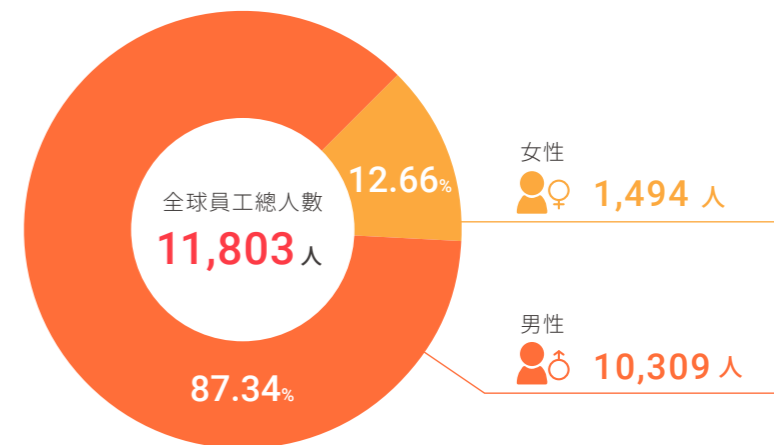 全球員工總人數
11,803 人
12.66%
87.34%
女性
1,494 人
男性
10,309 人